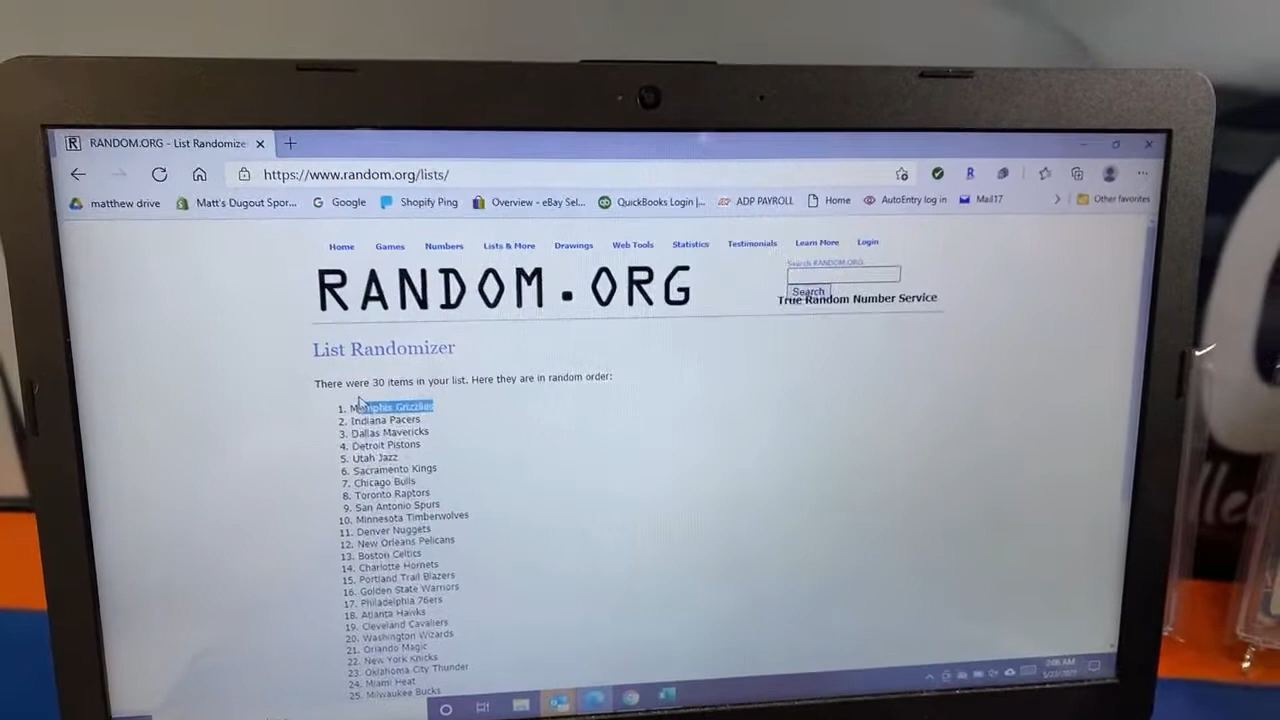 RANDOM.ORG - List Randomize
https://www.random.org/lists/
matthew drive Matt's Dugout Spor... Google Shopify Ping Overview - eBay Sel... QuickBooks Login |... ADP PAYROLL Home AutoEntry log in Mail17 Other favorites
Home Games Numbers Lists & More Drawings Web Tools Statistics Testimonials Learn More Login
Search RANDOM.ORG
RANDOM.ORG
Search
True Random Number Service
List Randomizer
There were 30 items in your list. Here they are in random order:
1. Memphis Grizzlies
2. Indiana Pacers
3. Dallas Mavericks
4. Detroit Pistons
5. Utah Jazz
6. Sacramento Kings
7. Chicago Bulls
8. Toronto Raptors
9. San Antonio Spurs
10. Minnesota Timberwolves
11. Denver Nuggets
12. New Orleans Pelicans
13. Boston Celtics
14. Charlotte Hornets
15. Portland Trail Blazers
16. Golden State Warriors
17. Philadelphia 76ers
18. Atlanta Hawks
19. Cleveland Cavaliers
20. Washington Wizards
21. Orlando Magic
22. New York Knicks
23. Oklahoma City Thunder
24. Miami Heat
25. Milwaukee Bucks